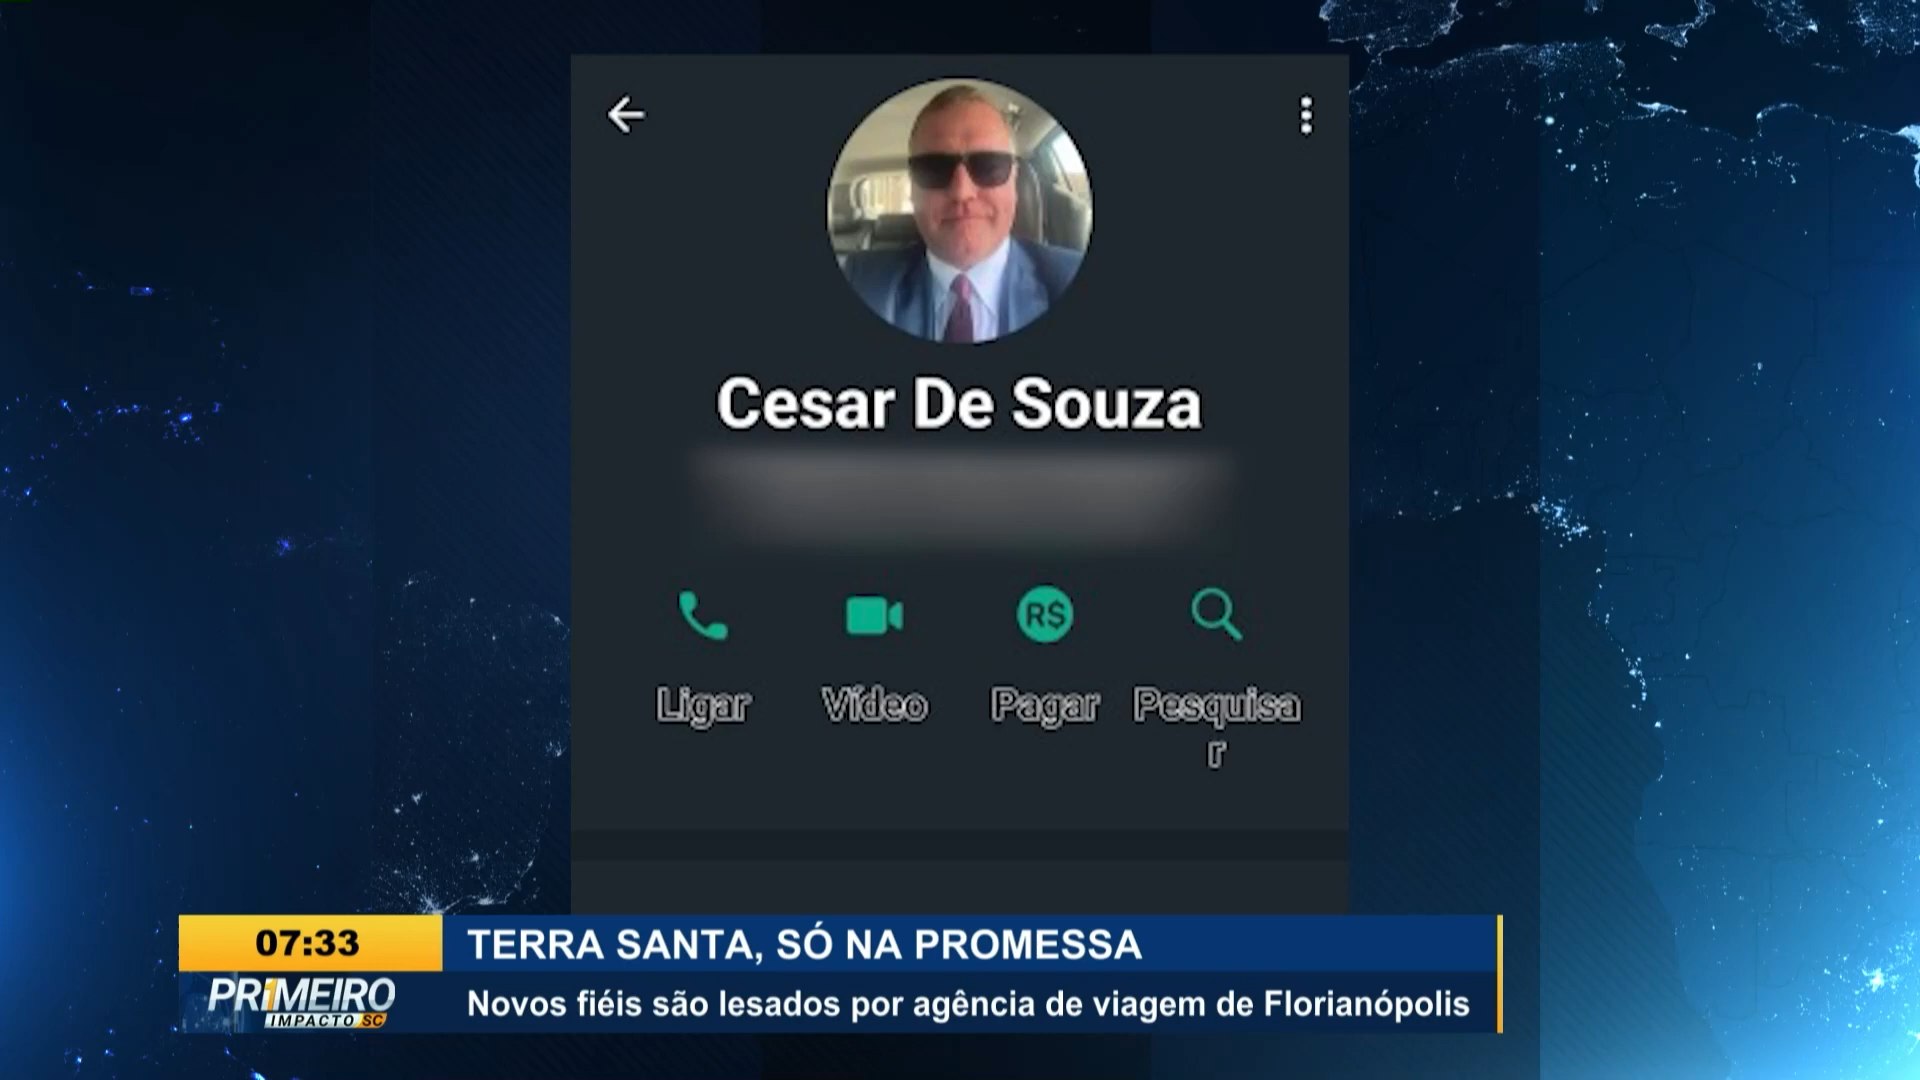 Cesar De Souza
R$
Ligar Vídeo Pagar Pesquisa
r
07:33
TERRA SANTA, SÓ NA PROMESSA
PR1MEIRO
IMPACTO SC
Novos fiéis são lesados por agência de viagem de Florianópolis